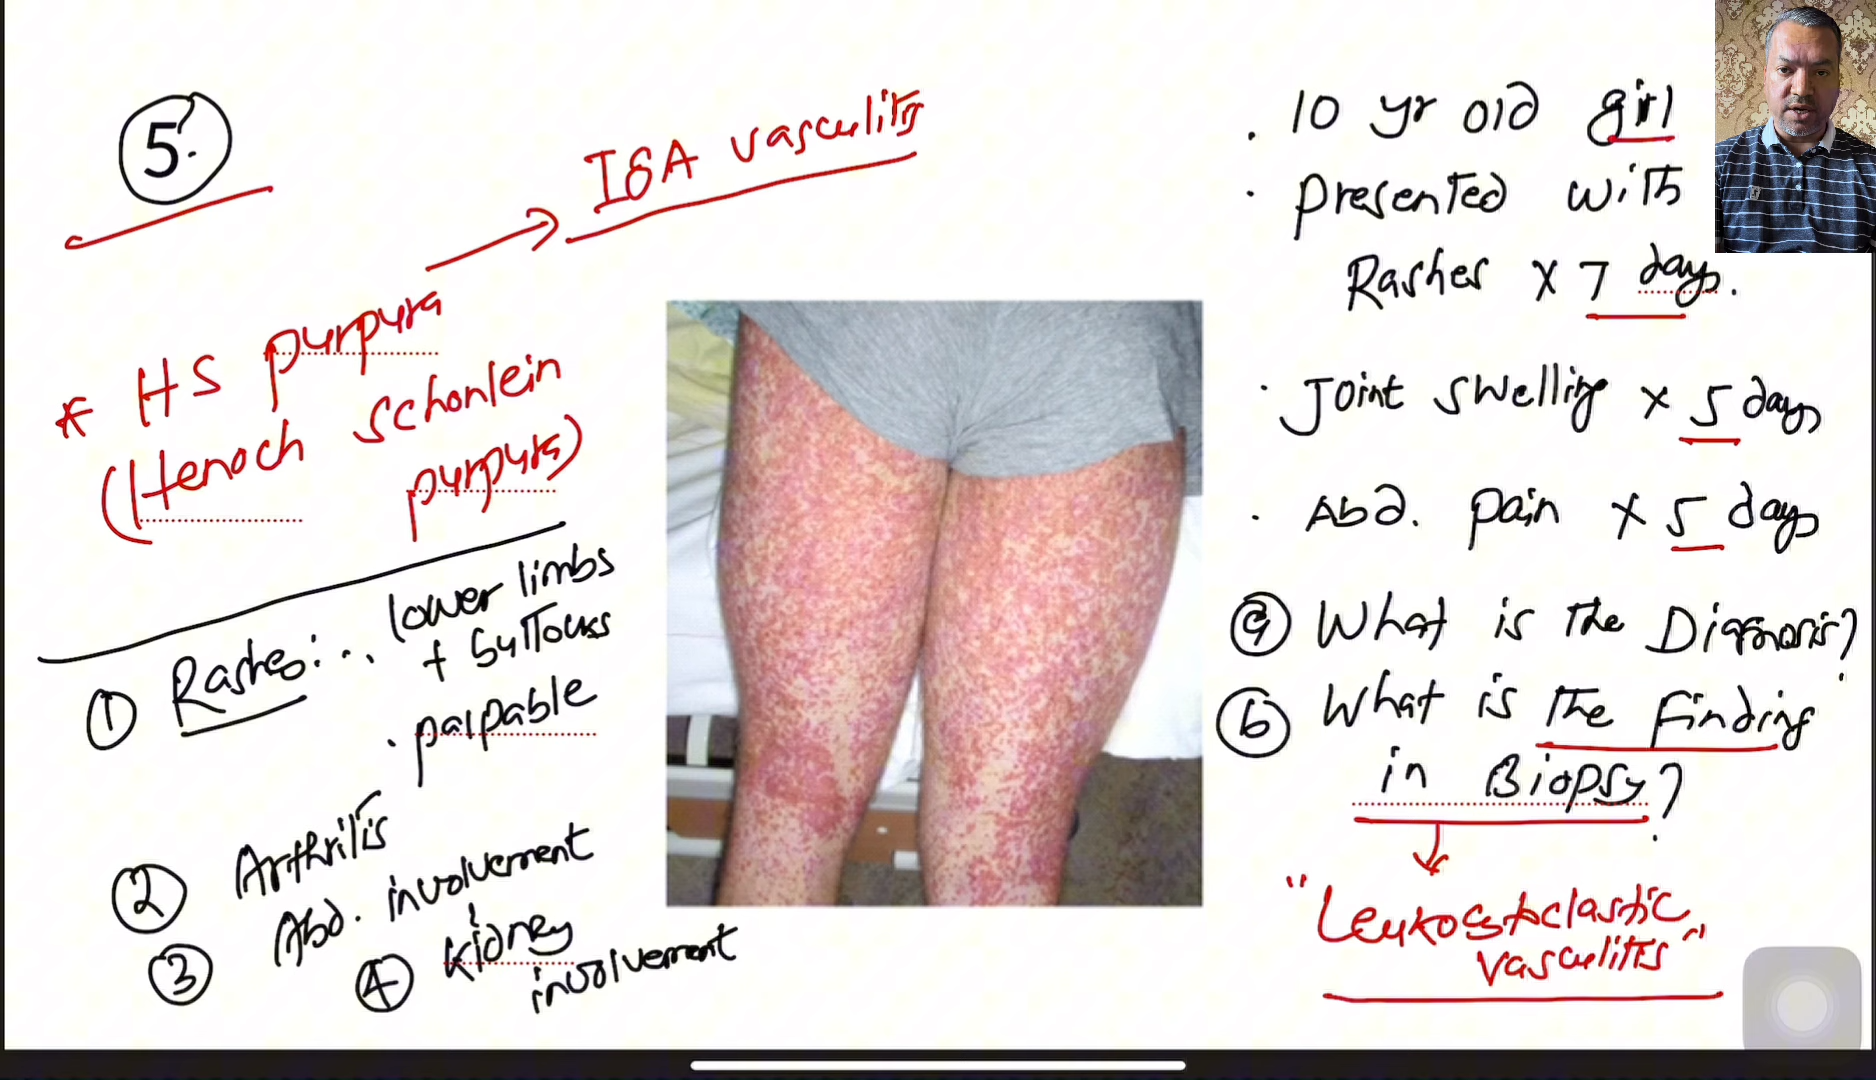 5.
IgA vasculitis
* HS purpura
(Henoch Schonlein
purpura)
① Rashes:.. lower limbs
+ buttocks
. palpable
② Arthritis
③ Abd. involvement
④ kidney
involvement
. 10 yr old girl
. presented with
Rashes x 7 days.
. Joint swelling x 5 days
. Abd. pain x 5 days
ⓐ What is the Diagnosis?
ⓑ What is the finding
in Biopsy?
"Leukocytoclastic
vasculitis"